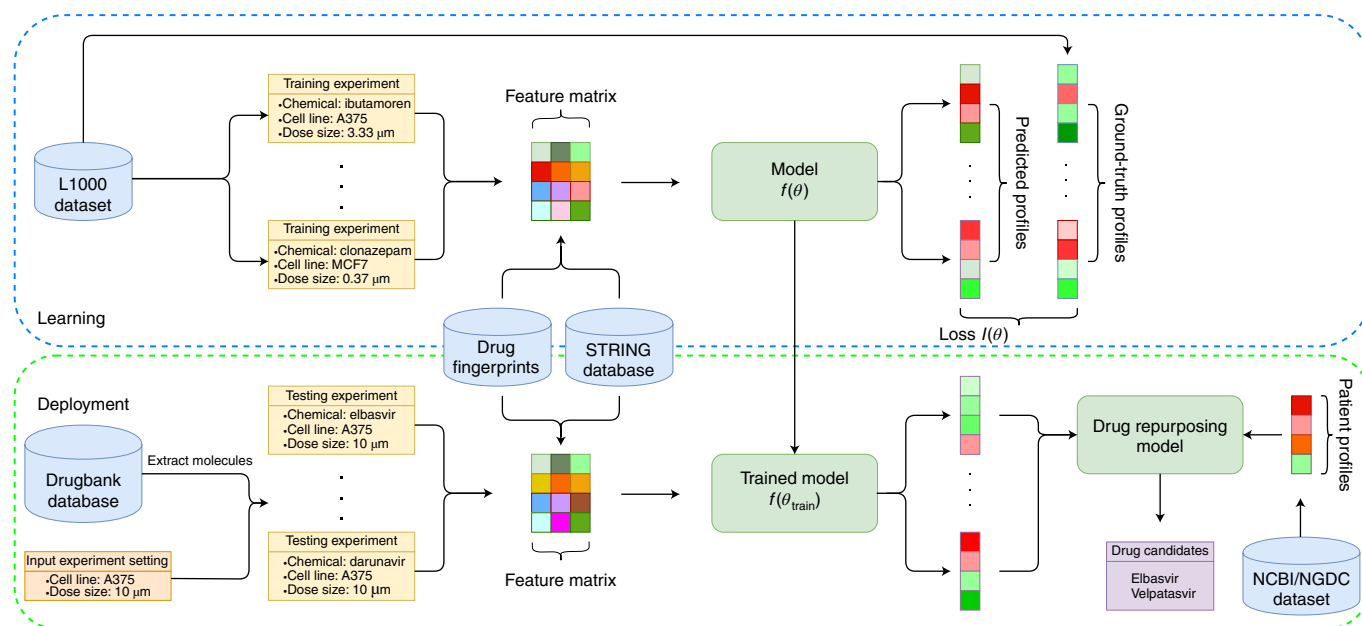 Training experiment
•Chemical: ibutamoren
•Cell line: A375
•Dose size: 3.33 μm
Feature matrix
L1000
dataset
Training experiment
•Chemical: clonazepam
•Cell line: MCF7
•Dose size: 0.37 μm
Model
f(θ)
Predicted profiles
Ground-truth profiles
Loss l(θ)
Learning
Drug
fingerprints
STRING
database
Deployment
Drugbank
database
Extract molecules
Input experiment setting
•Cell line: A375
•Dose size: 10 μm
Testing experiment
•Chemical: elbasvir
•Cell line: A375
•Dose size: 10 μm
Testing experiment
•Chemical: darunavir
•Cell line: A375
•Dose size: 10 μm
Feature matrix
Trained model
f(θtrain)
Drug repurposing
model
Patient profiles
Drug candidates
Elbasvir
Velpatasvir
NCBI/NGDC
dataset